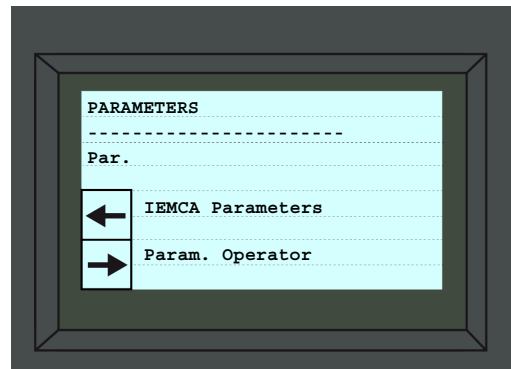 PARAMETERS
-----------------------
Par.
IEMCA Parameters
Param. Operator